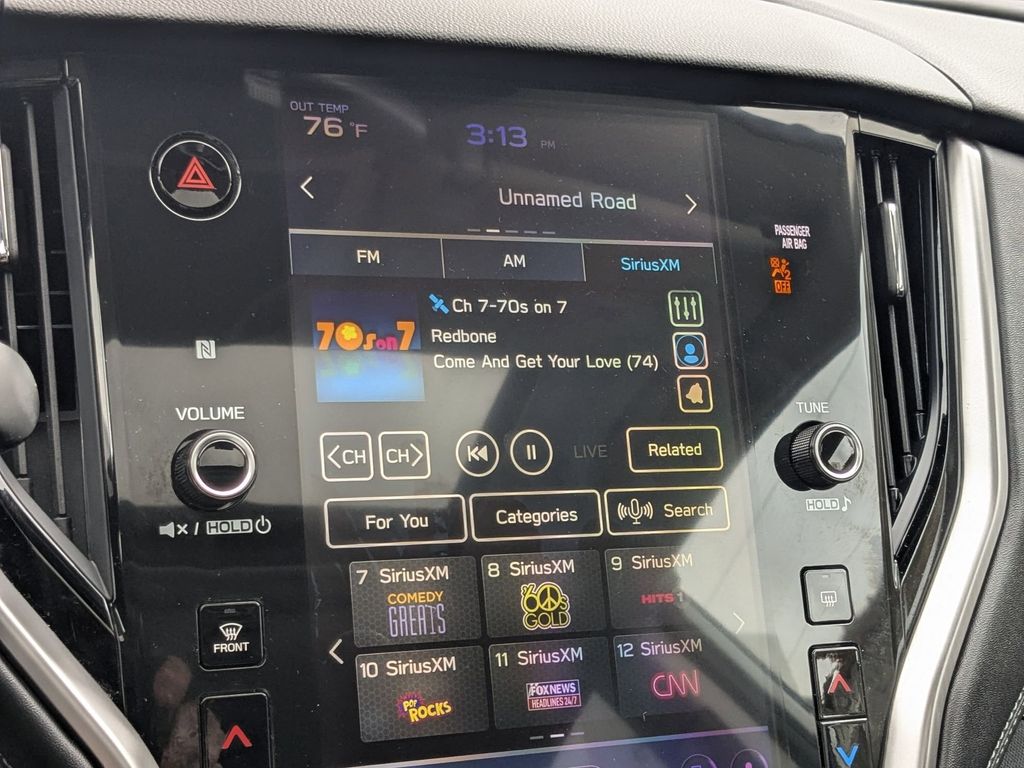 OUT TEMP
76 °F
3:13 PM
Unnamed Road
PASSENGER
AIR BAG
2
OFF
FM AM SiriusXM
Ch 7-70s on 7
70s on 7
Redbone
Come And Get Your Love (74)
VOLUME
TUNE
<CH CH> LIVE Related
HOLD
/ HOLD
For You Categories Search
7 SiriusXM
COMEDY
GREATS
8 SiriusXM
60s
GOLD
9 SiriusXM
HITS 1
FRONT
10 SiriusXM
POP
ROCKS
11 SiriusXM
FOX NEWS
HEADLINES 24/7
12 SiriusXM
CNN